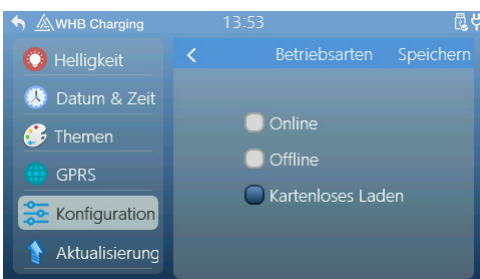 WHB Charging 13:53
Helligkeit
Datum & Zeit
Themen
GPRS
Konfiguration
Aktualisierung
Betriebsarten Speichern
Online
Offline
Kartenloses Laden